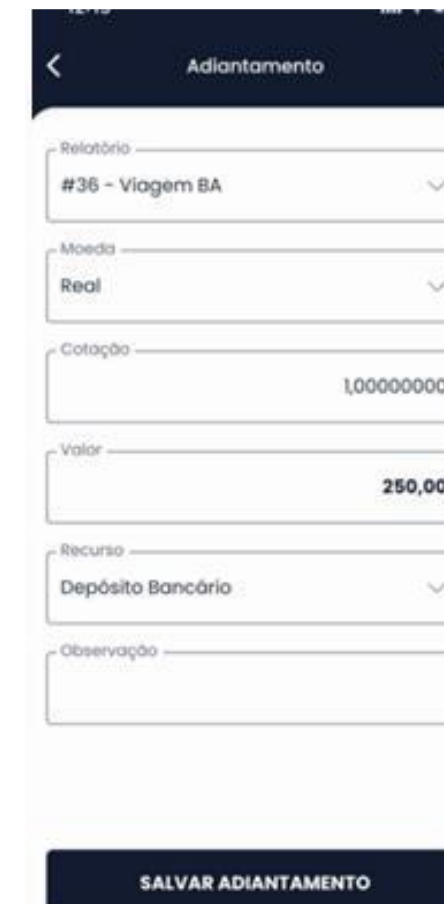 Adiantamento
Relatório
#36 - Viagem BA
Moeda
Real
Cotação
1,00000000
Valor
250,00
Recurso
Depósito Bancário
Observação
SALVAR ADIANTAMENTO